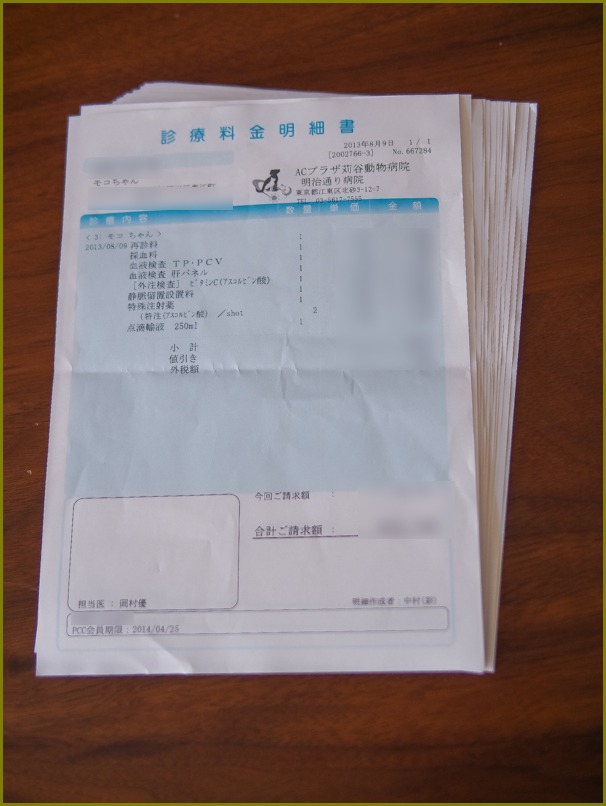 診療料金明細書
2013年8月9日 1/1
[2002766-3] No.667284
モコちゃん
ACプラザ苅谷動物病院
明治通り病院
東京都江東区北砂3-12-7
診療内容 数量 単価 金額
< 3: モコ ちゃん >
2013/08/09 再診料 1
採血料 1
血液検査 TP・PCV 1
血液検査 肝パネル 1
[外注検査] ビタミンC(アスコルビン酸) 1
静脈留置設置料 1
特殊注射薬
(特注(アスコルビン酸) /shot 2
点滴輸液 250ml 1
小 計
値引き
外税額
今回ご請求額 :
合計ご請求額 :
担当医 : 岡村優
明細作成者 : 中村
PCC会員期限 : 2014/04/25